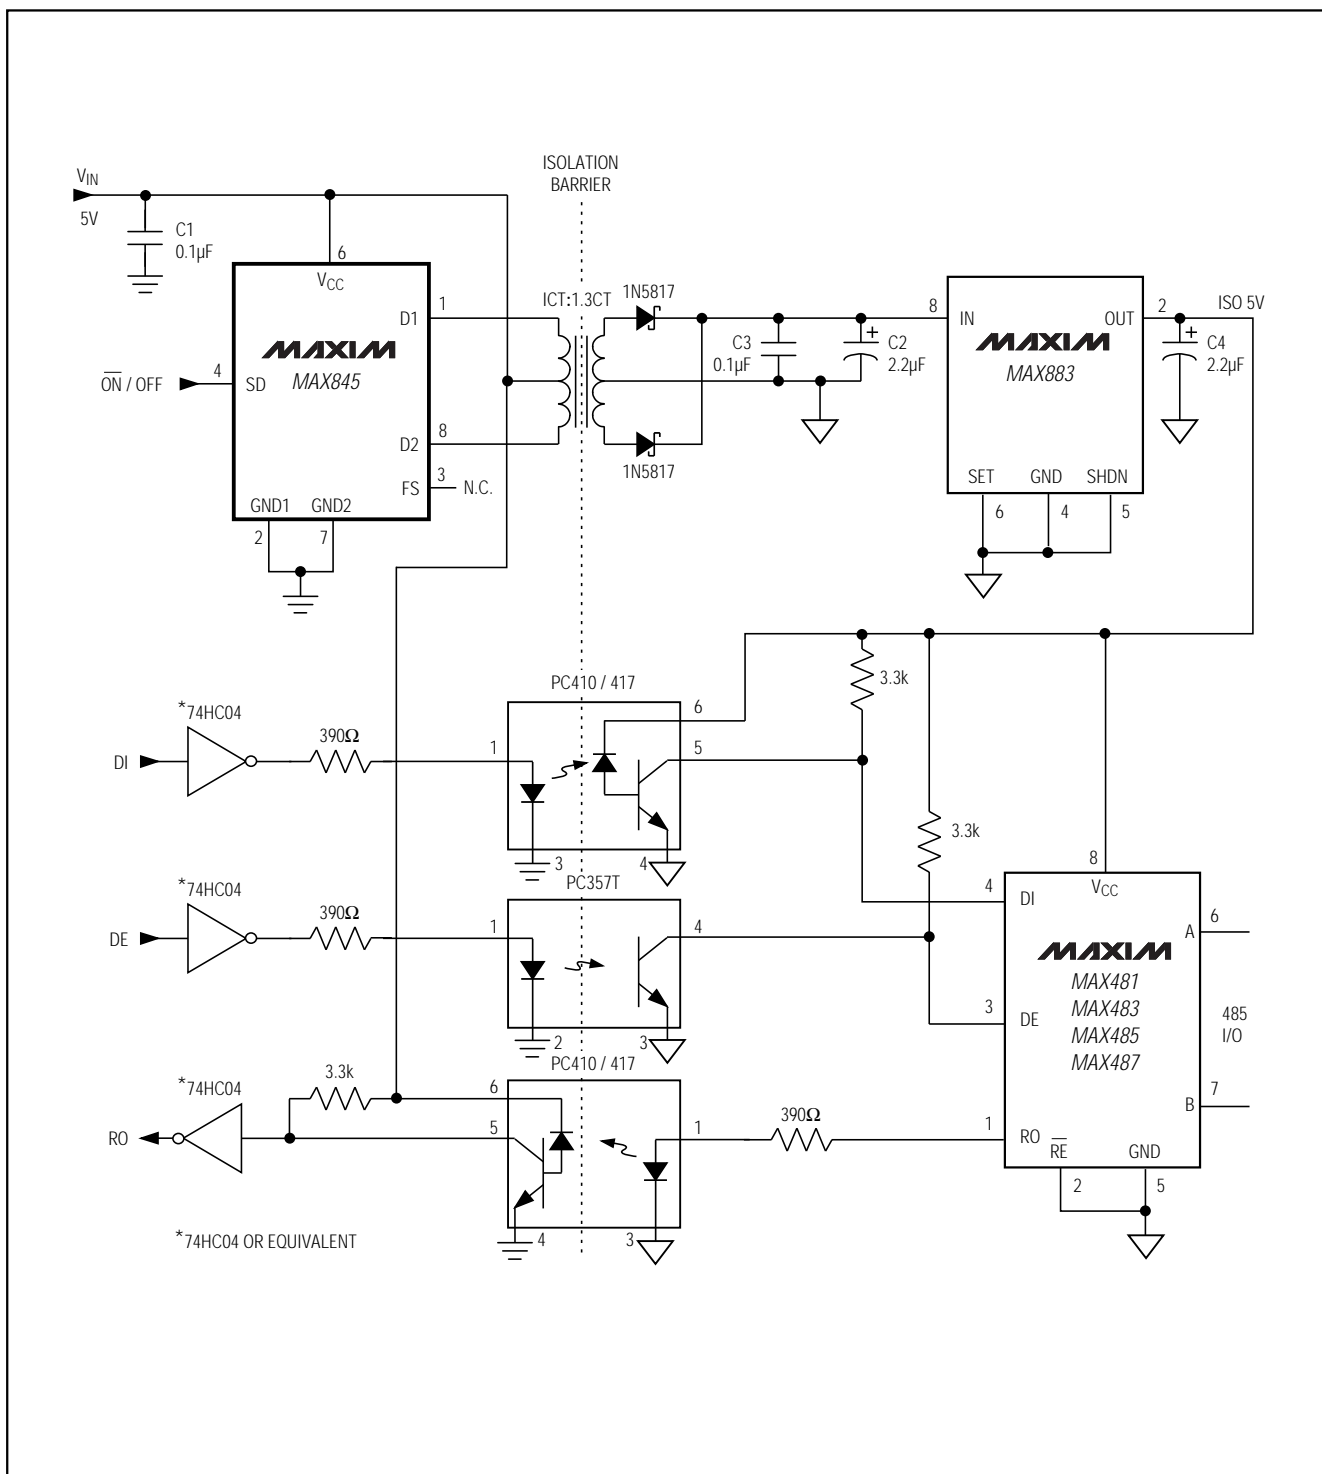 ISOLATION
BARRIER
VIN
5V
C1
0.1µF
6
VCC
MAXIM
MAX845
4
ON / OFF
SD
D1
1
D2
8
FS
3
N.C.
GND1
GND2
2
7
ICT:1.3CT
1N5817
1N5817
C3
0.1µF
+
C2
2.2µF
8
IN
OUT
2
MAXIM
MAX883
SET
GND
SHDN
6
4
5
ISO 5V
+
C4
2.2µF
*74HC04
DI
390Ω
PC410 / 417
1
6
5
3
4
3.3k
3.3k
*74HC04
DE
390Ω
PC357T
1
4
2
3
*74HC04
RO
3.3k
PC410 / 417
6
5
1
4
3
390Ω
8
VCC
4
DI
A
6
MAXIM
MAX481
MAX483
MAX485
MAX487
3
DE
485
I/O
B
7
1
RO
RE
GND
2
5
*74HC04 OR EQUIVALENT